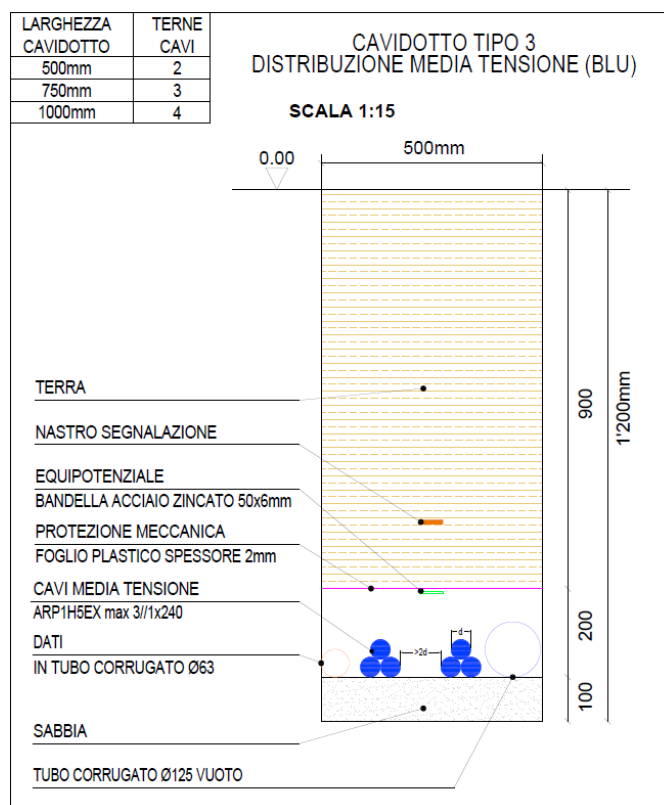 LARGHEZZA CAVIDOTTO TERNE CAVI
500mm 2
750mm 3
1000mm 4
CAVIDOTTO TIPO 3
DISTRIBUZIONE MEDIA TENSIONE (BLU)
SCALA 1:15
0.00
500mm
TERRA
NASTRO SEGNALAZIONE
EQUIPOTENZIALE
BANDELLA ACCIAIO ZINCATO 50x6mm
PROTEZIONE MECCANICA
FOGLIO PLASTICO SPESSORE 2mm
CAVI MEDIA TENSIONE
ARP1H5EX max 3//1x240
DATI
IN TUBO CORRUGATO Ø63
SABBIA
TUBO CORRUGATO Ø125 VUOTO
>2d
d
900
200
100
1'200mm